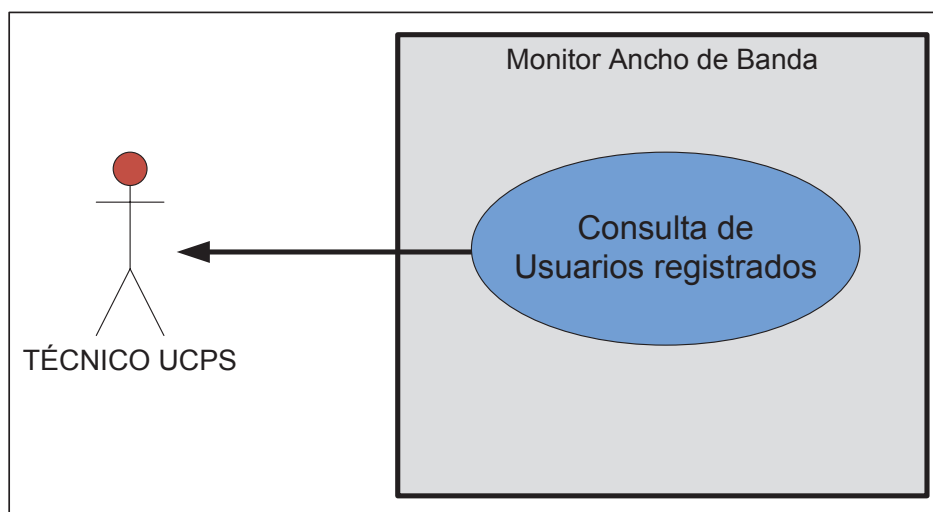 Monitor Ancho de Banda
Consulta de
Usuarios registrados
TÉCNICO UCPS